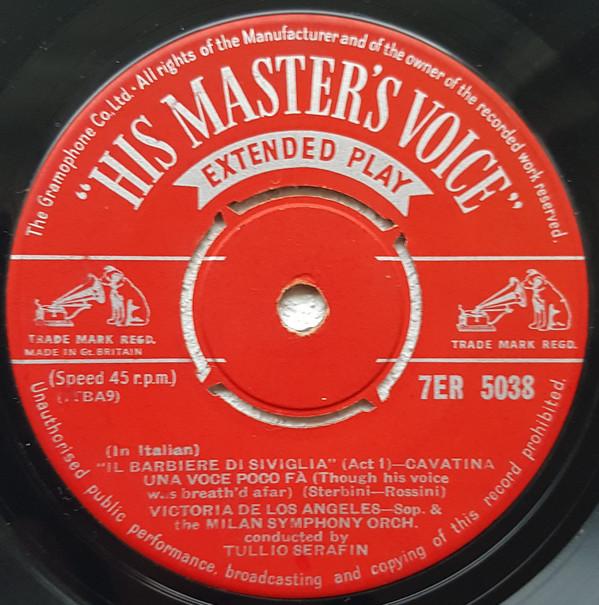 The Gramophone Co. Ltd. · All rights of the Manufacturer and of the owner of the recorded work reserved.
"HIS MASTER'S VOICE"
EXTENDED PLAY
TRADE MARK REGD.
MADE IN Gt. BRITAIN
TRADE MARK REGD.
(Speed 45 r.p.m.)
7ER 5038
(In Italian)
"IL BARBIERE DI SIVIGLIA" (Act 1)—CAVATINA
UNA VOCE POCO FÀ (Though his voice
was breath'd afar) (Sterbini—Rossini)
VICTORIA DE LOS ANGELES—Sop. &
the MILAN SYMPHONY ORCH.
conducted by
TULLIO SERAFIN
Unauthorised public performance, broadcasting and copying of this record prohibited.